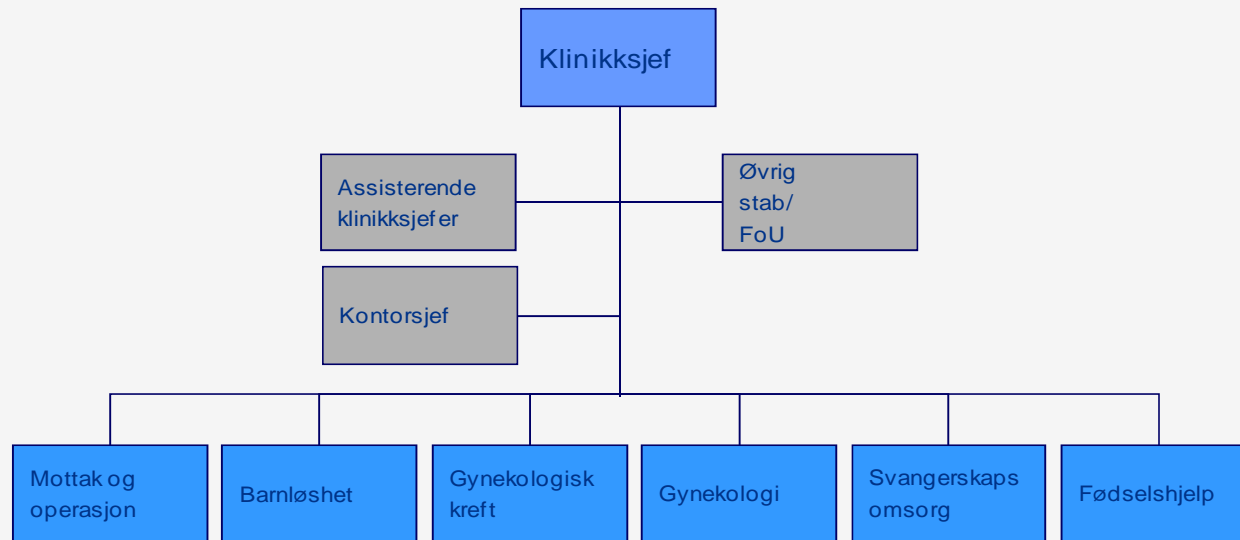 Klinikksjef
Assisterende
klinikksjefer
Øvrig
stab/
FoU
Kontorsjef
Mottak og
operasjon
Barnløshet
Gynekologisk
kreft
Gynekologi
Svangerskaps
omsorg
Fødselshjelp